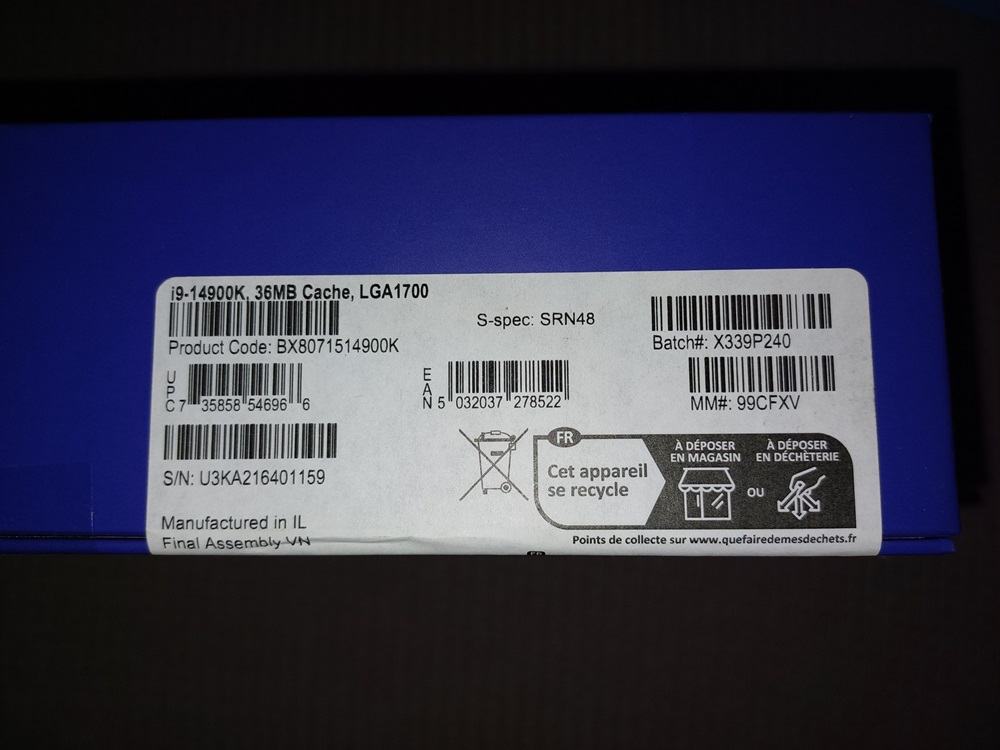 i9-14900K, 36MB Cache, LGA1700
S-spec: SRN48
Product Code: BX8071514900K
Batch#: X339P240
UPC 7 35858 54696 6
EAN 5 032037 278522
MM#: 99CFXV
S/N: U3KA216401159
FR
Cet appareil
se recycle
À DÉPOSER
EN MAGASIN
OU
À DÉPOSER
EN DÉCHÈTERIE
Points de collecte sur www.quefairedemesdechets.fr
Manufactured in IL
Final Assembly VN
FR